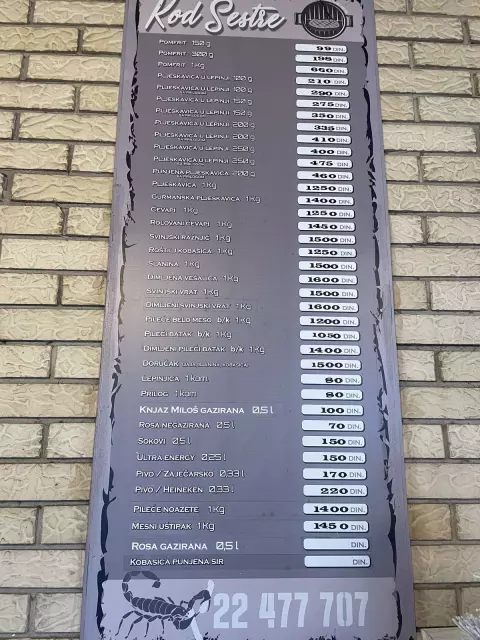 Kod Sestre
Pomfrit 150 g 99 DIN.
Pomfrit 300 g 198 DIN.
Pomfrit 1 Kg 660 DIN.
Pljeskavica u lepinji 100 g 210 DIN.
Pljeskavica u lepinji 100 g 290 DIN.
Pljeskavica u lepinji 150 g 275 DIN.
Pljeskavica u lepinji 150 g 350 DIN.
Pljeskavica u lepinji 200 g 335 DIN.
Pljeskavica u lepinji 200 g 410 DIN.
Pljeskavica u lepinji 250 g 400 DIN.
Pljeskavica u lepinji 250 g 475 DIN.
Punjena pljeskavica 200 g 460 DIN.
Pljeskavica 1 Kg 1250 DIN.
Gurmanska pljeskavica 1 Kg 1400 DIN.
Ćevapi 1 Kg 1250 DIN.
Rolovani ćevapi 1 Kg 1450 DIN.
Svinjski ražnjić 1 Kg 1500 DIN.
Roštilj kobasica 1 Kg 1250 DIN.
Slanina 1 Kg 1500 DIN.
Dimljena vešalica 1 Kg 1600 DIN.
Svinjski vrat 1 Kg 1500 DIN.
Dimljeni svinjski vrat 1 Kg 1600 DIN.
Pileće belo meso b/k 1 Kg 1200 DIN.
Pileći batak b/k 1 Kg 1050 DIN.
Dimljeni pileći batak b/k 1 Kg 1400 DIN.
Doručak 1500 DIN.
Lepinjica 1 kom 80 DIN.
Prilog 1 kom 80 DIN.
Knjaz Miloš gazirana 0,5 l 100 DIN.
Rosa negazirana 0,5 l 70 DIN.
Sokovi 0,5 l 150 DIN.
Ultra energy 0,25 l 150 DIN.
Pivo / Zaječarsko 0,33 l 170 DIN.
Pivo / Heineken 0,33 l 220 DIN.
Pileće noazete 1 Kg 1400 DIN.
Mesni ustipak 1 Kg 1450 DIN.
Rosa gazirana 0,5 l DIN.
Kobasica punjena sir DIN.
22 477 707